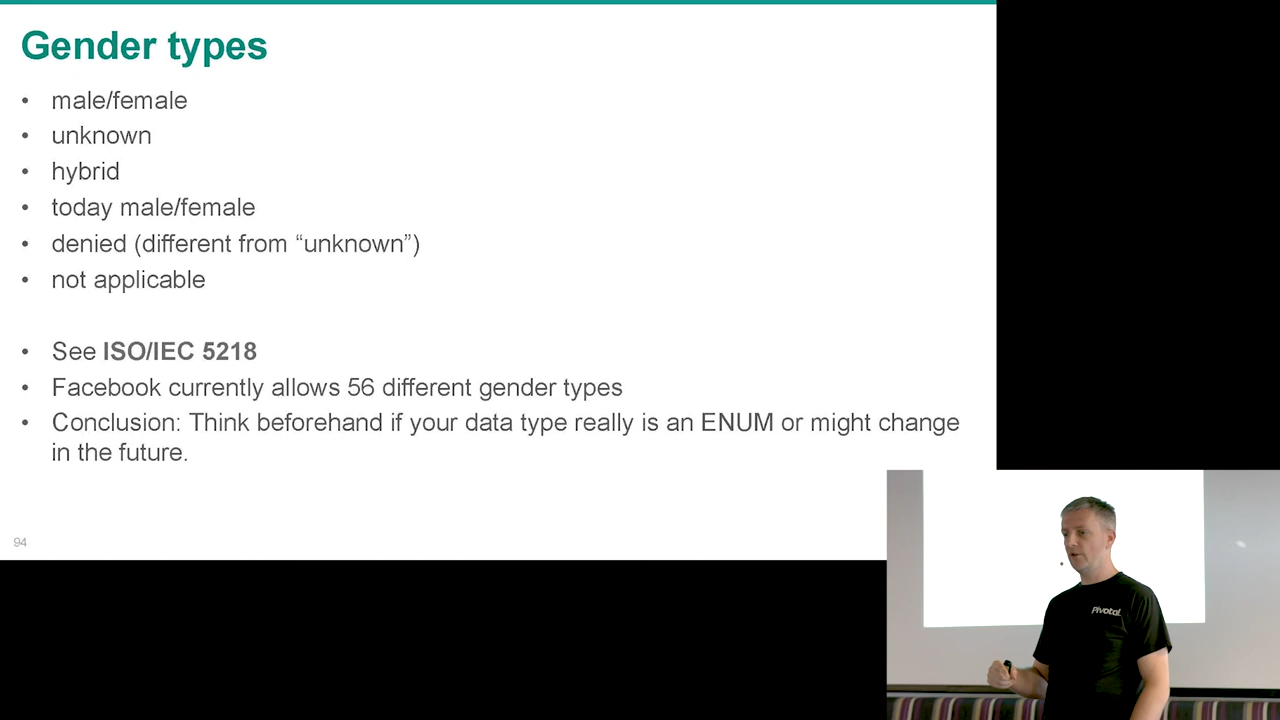 Gender types
• male/female
• unknown
• hybrid
• today male/female
• denied (different from “unknown”)
• not applicable
• See ISO/IEC 5218
• Facebook currently allows 56 different gender types
• Conclusion: Think beforehand if your data type really is an ENUM or might change
in the future.
94
Pivotal